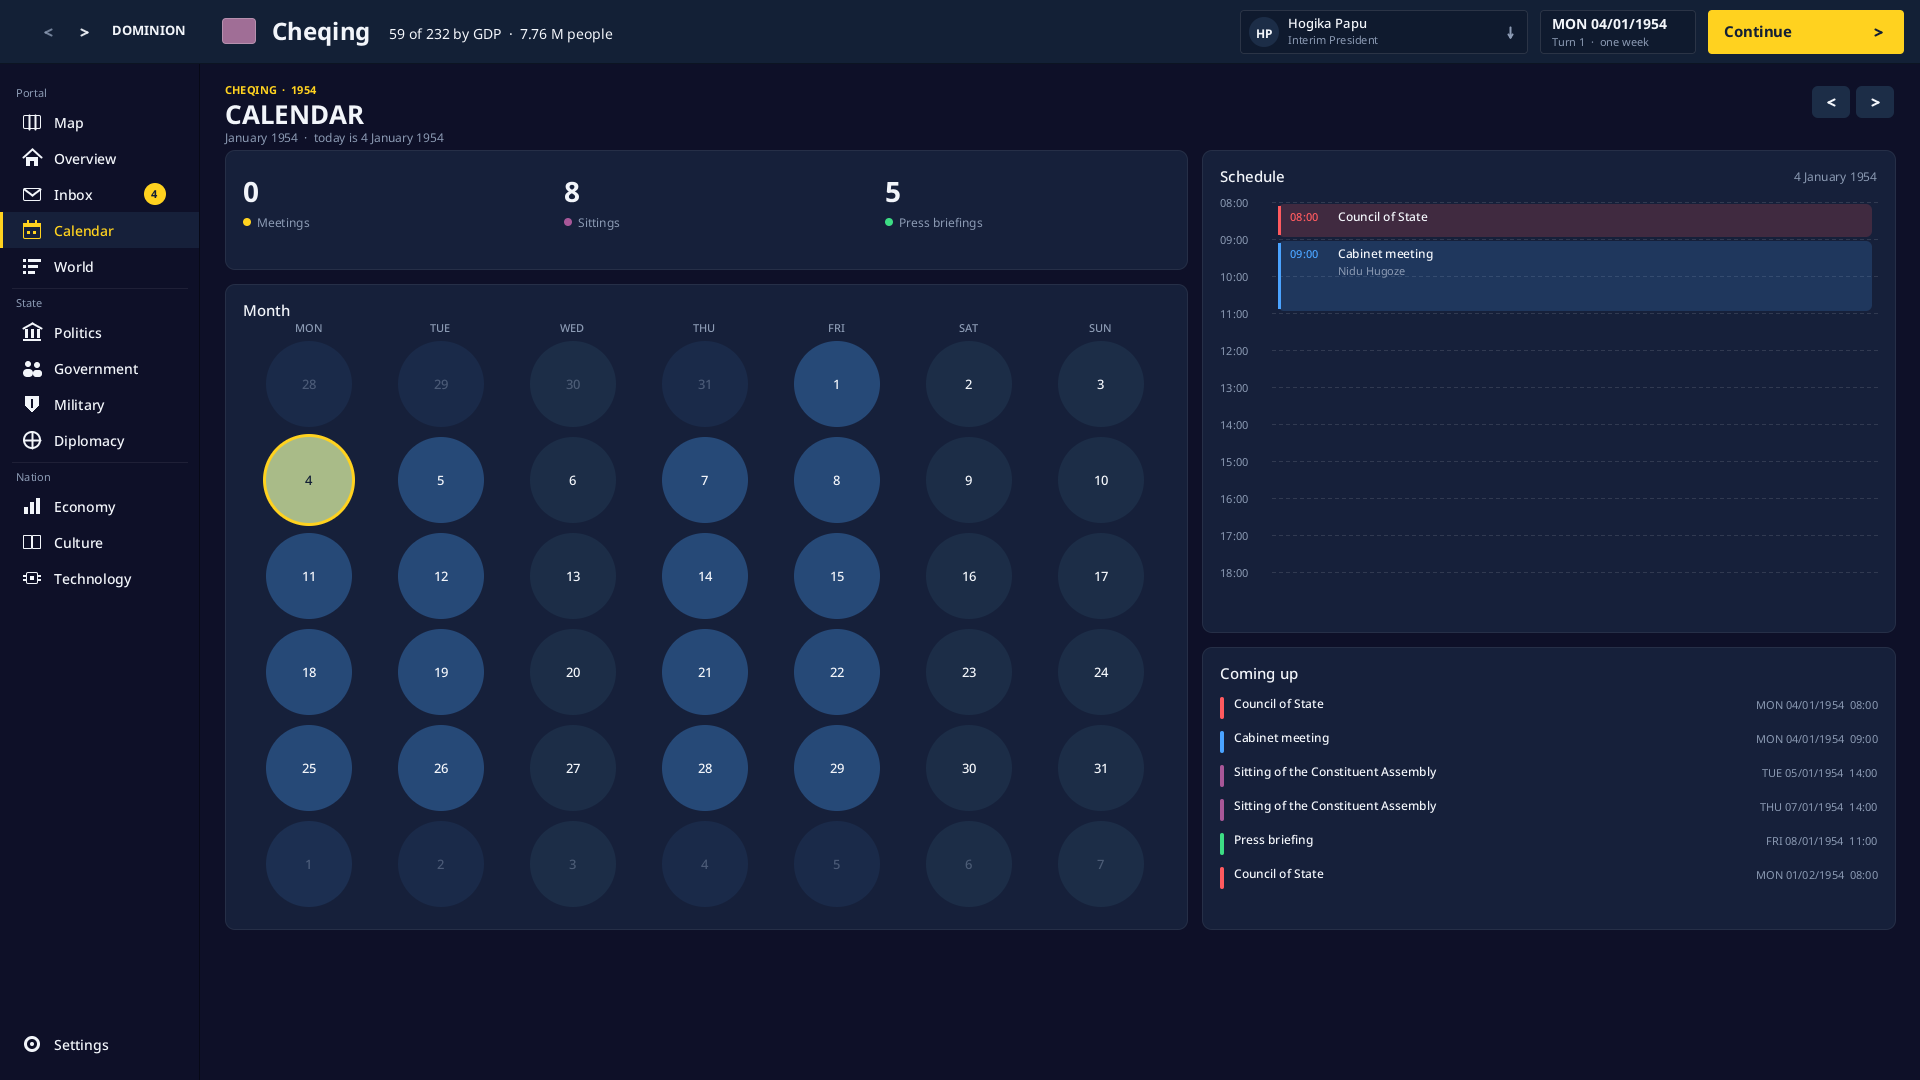 < > DOMINION
Cheqing 59 of 232 by GDP · 7.76 M people
HP Hogika Papu
Interim President
MON 04/01/1954
Turn 1 · one week
Continue >
Portal
Map
Overview
Inbox 4
Calendar
World
State
Politics
Government
Military
Diplomacy
Nation
Economy
Culture
Technology
Settings
CHEQING · 1954
CALENDAR
January 1954 · today is 4 January 1954
< >
0 8 5
Meetings Sittings Press briefings
Month
MON TUE WED THU FRI SAT SUN
28 29 30 31 1 2 3
4 5 6 7 8 9 10
11 12 13 14 15 16 17
18 19 20 21 22 23 24
25 26 27 28 29 30 31
1 2 3 4 5 6 7
Schedule 4 January 1954
08:00 08:00 Council of State
09:00 09:00 Cabinet meeting
10:00 Nidu Hugoze
11:00
12:00
13:00
14:00
15:00
16:00
17:00
18:00
Coming up
Council of State MON 04/01/1954 08:00
Cabinet meeting MON 04/01/1954 09:00
Sitting of the Constituent Assembly TUE 05/01/1954 14:00
Sitting of the Constituent Assembly THU 07/01/1954 14:00
Press briefing FRI 08/01/1954 11:00
Council of State MON 01/02/1954 08:00